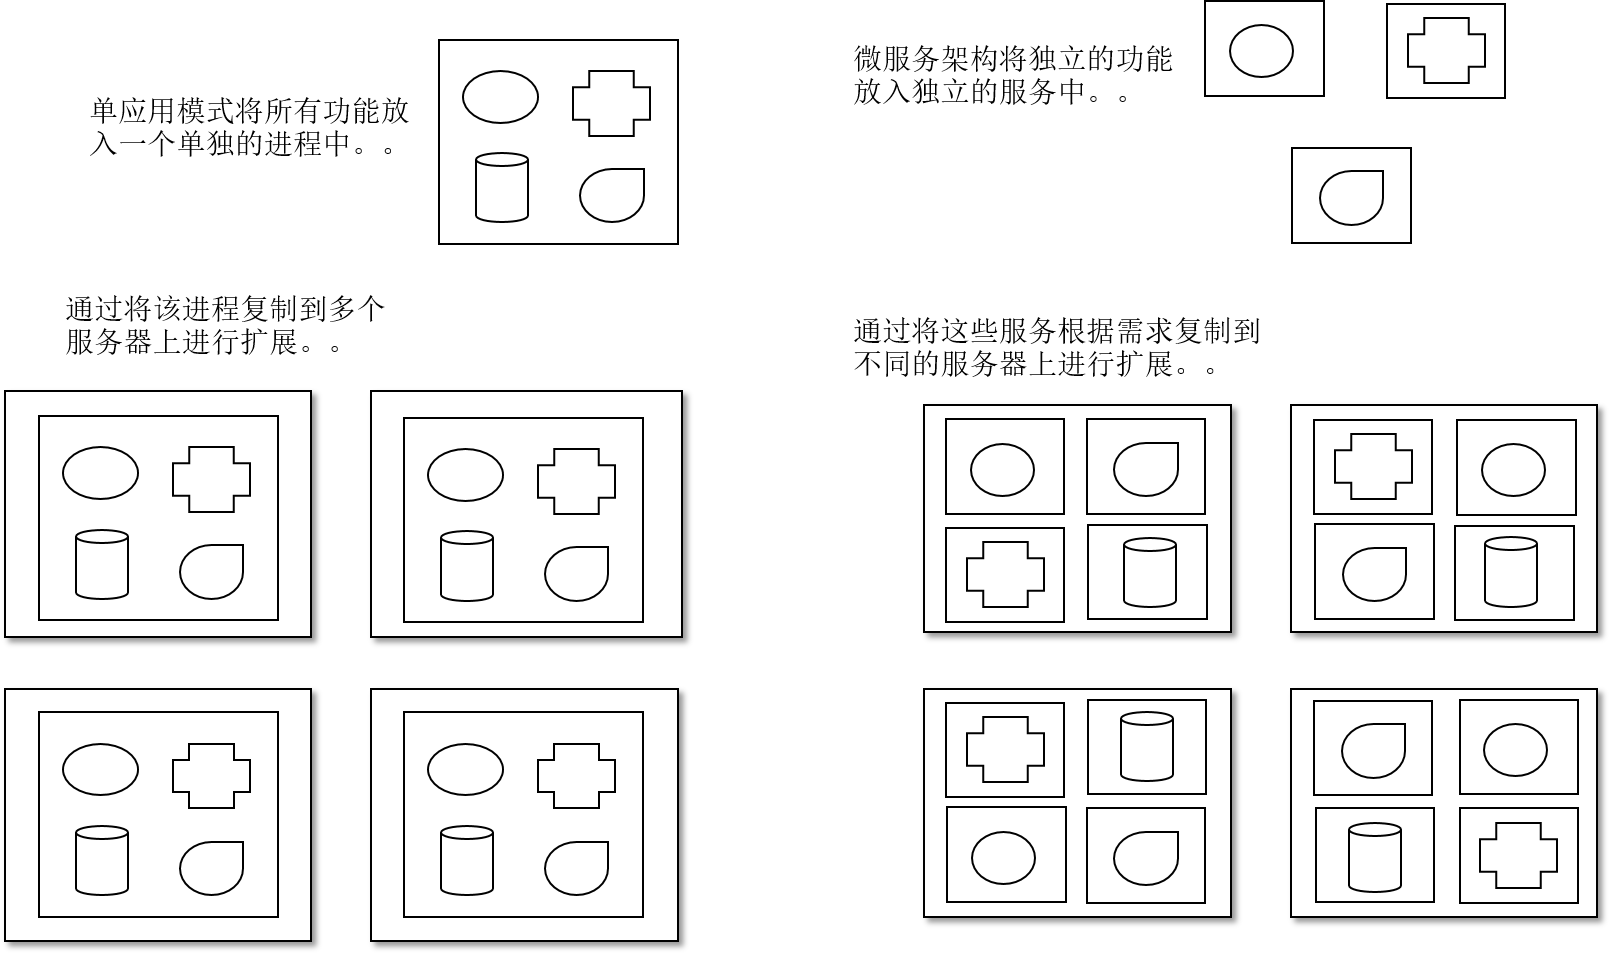 单应用模式将所有功能放
入一个单独的进程中。。
微服务架构将独立的功能
放入独立的服务中。。
通过将该进程复制到多个
服务器上进行扩展。。
通过将这些服务根据需求复制到
不同的服务器上进行扩展。。